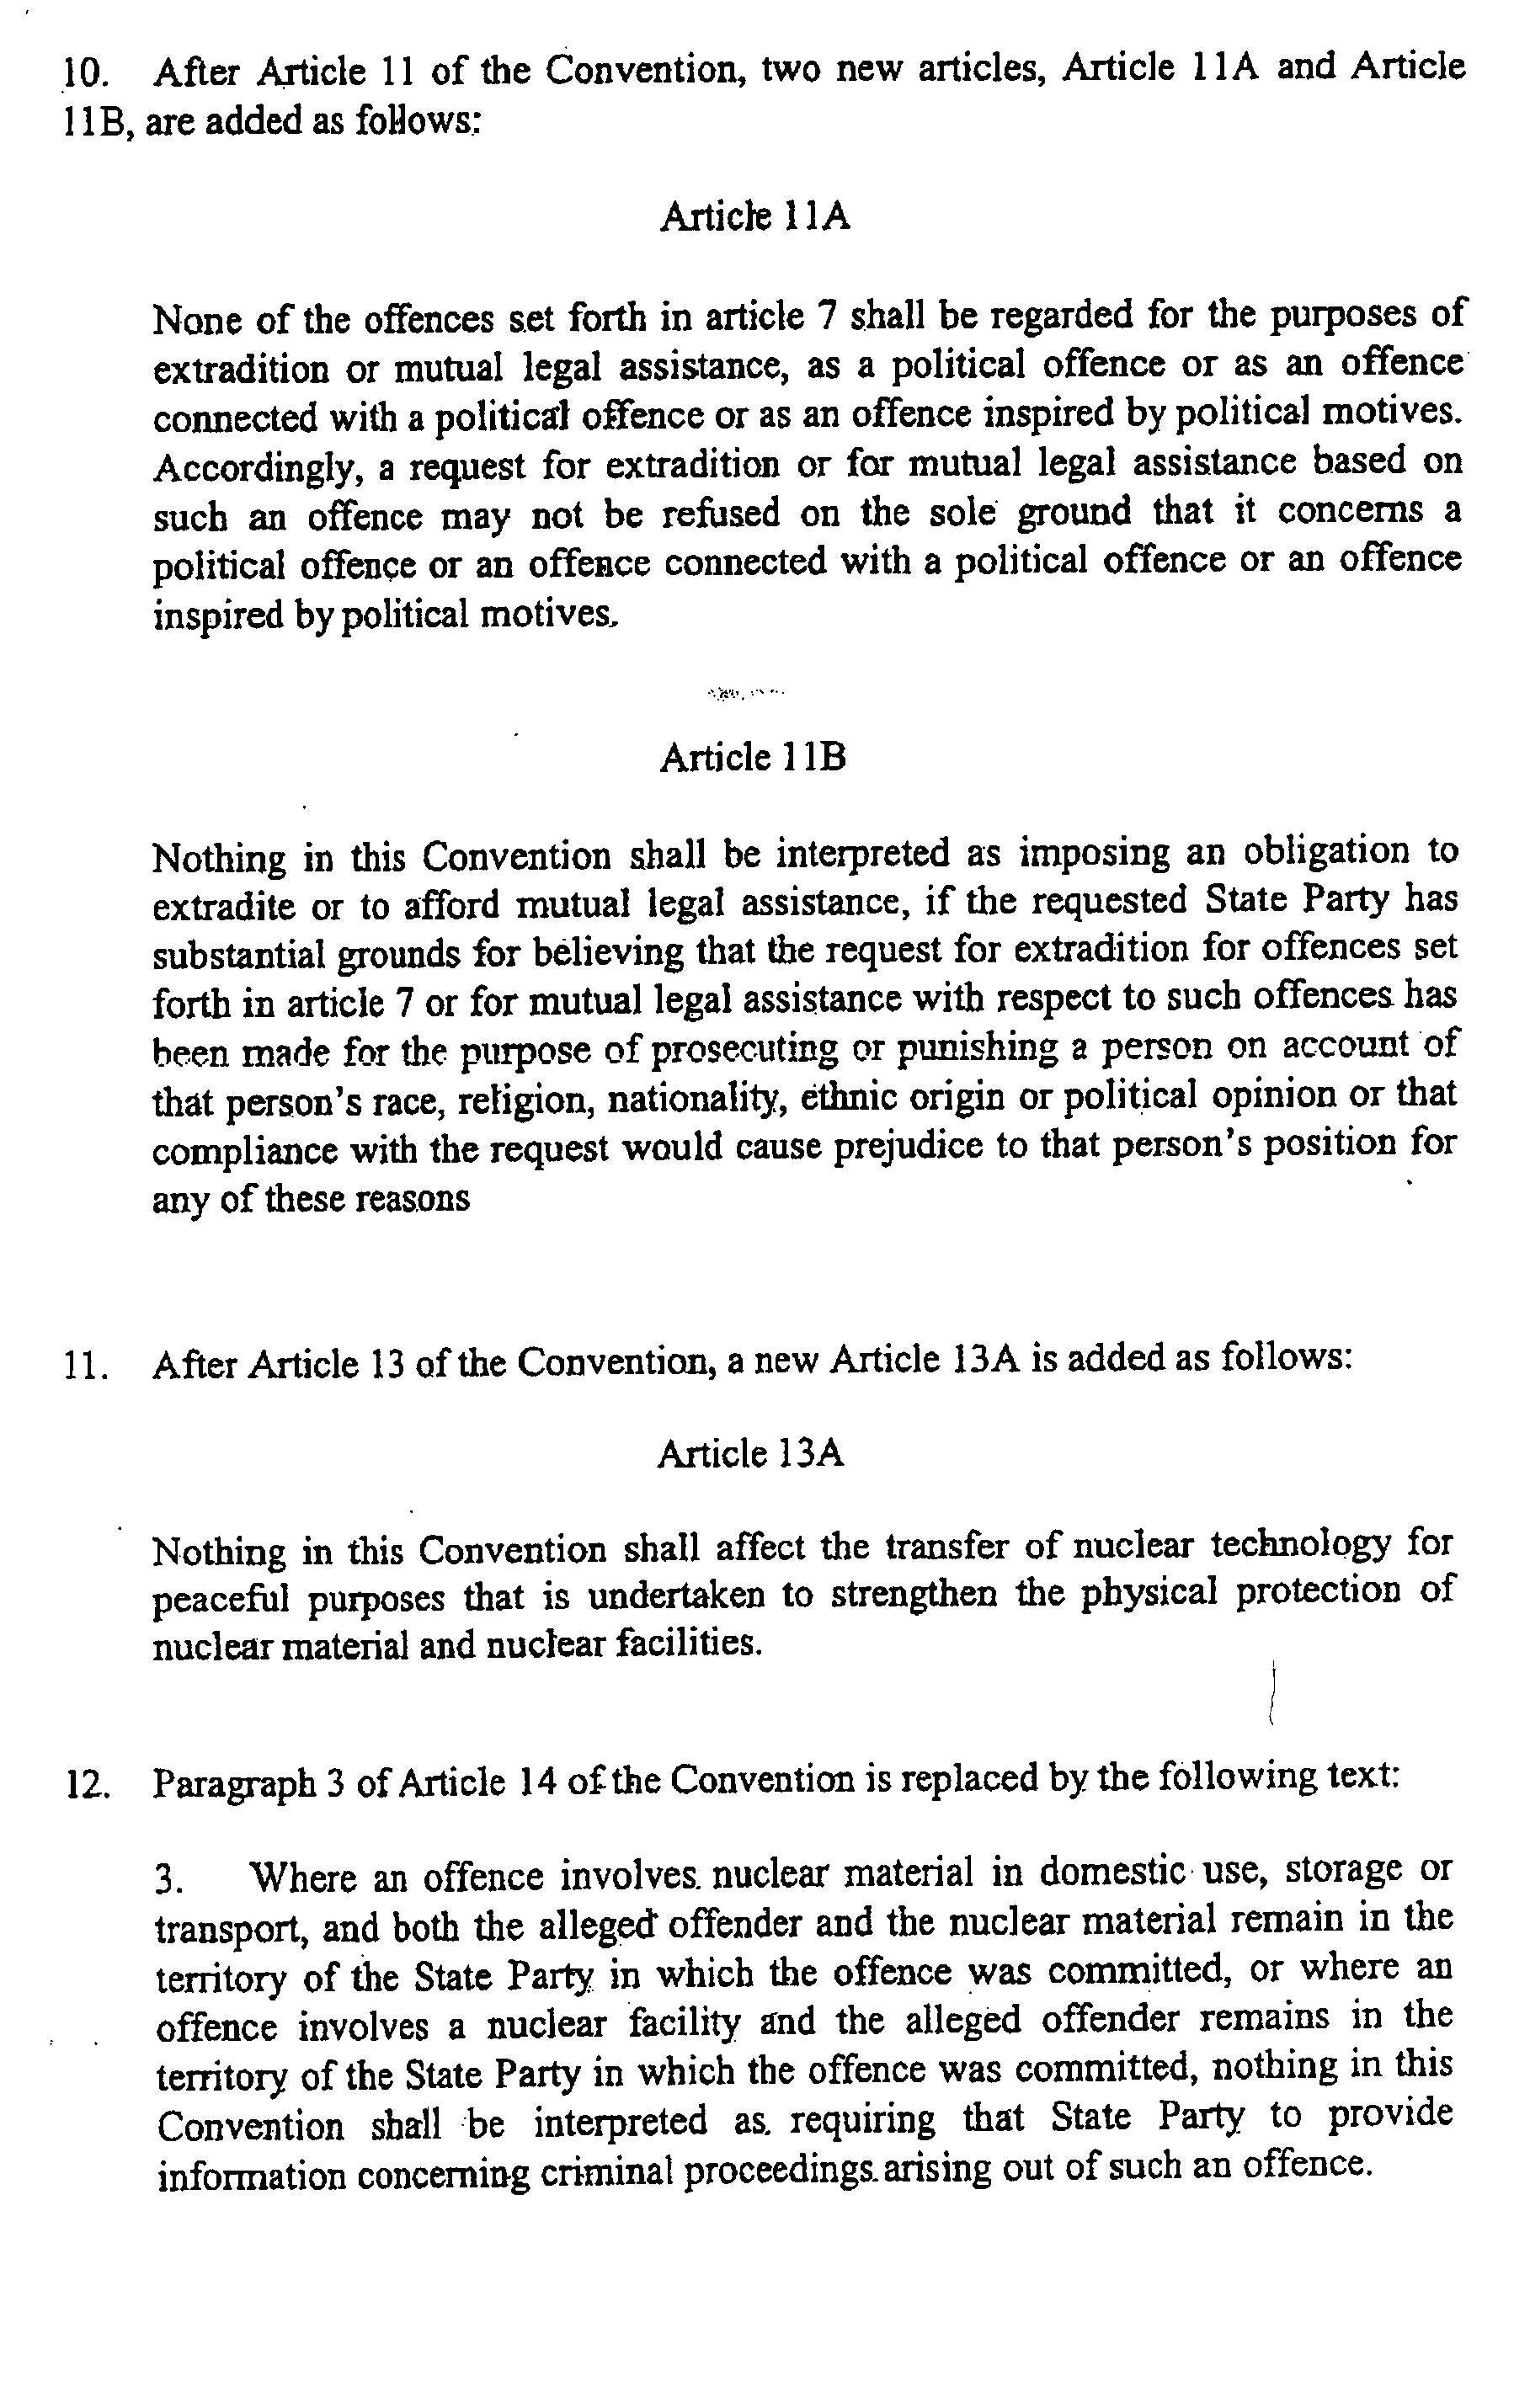 10. After Article 11 of the Convention, two new articles, Article 11A and Article
11B, are added as follows:
Article 11A
None of the offences set forth in article 7 shall be regarded for the purposes of
extradition or mutual legal assistance, as a political offence or as an offence
connected with a political offence or as an offence inspired by political motives.
Accordingly, a request for extradition or for mutual legal assistance based on
such an offence may not be refused on the sole ground that it concerns a
political offence or an offence connected with a political offence or an offence
inspired by political motives.
Article 11B
Nothing in this Convention shall be interpreted as imposing an obligation to
extradite or to afford mutual legal assistance, if the requested State Party has
substantial grounds for believing that the request for extradition for offences set
forth in article 7 or for mutual legal assistance with respect to such offences has
been made for the purpose of prosecuting or punishing a person on account of
that person's race, religion, nationality, ethnic origin or political opinion or that
compliance with the request would cause prejudice to that person's position for
any of these reasons
11. After Article 13 of the Convention, a new Article 13A is added as follows:
Article 13A
Nothing in this Convention shall affect the transfer of nuclear technology for
peaceful purposes that is undertaken to strengthen the physical protection of
nuclear material and nuclear facilities.
12. Paragraph 3 of Article 14 of the Convention is replaced by the following text:
3. Where an offence involves nuclear material in domestic use, storage or
transport, and both the alleged offender and the nuclear material remain in the
territory of the State Party in which the offence was committed, or where an
offence involves a nuclear facility and the alleged offender remains in the
territory of the State Party in which the offence was committed, nothing in this
Convention shall be interpreted as requiring that State Party to provide
information concerning criminal proceedings arising out of such an offence.